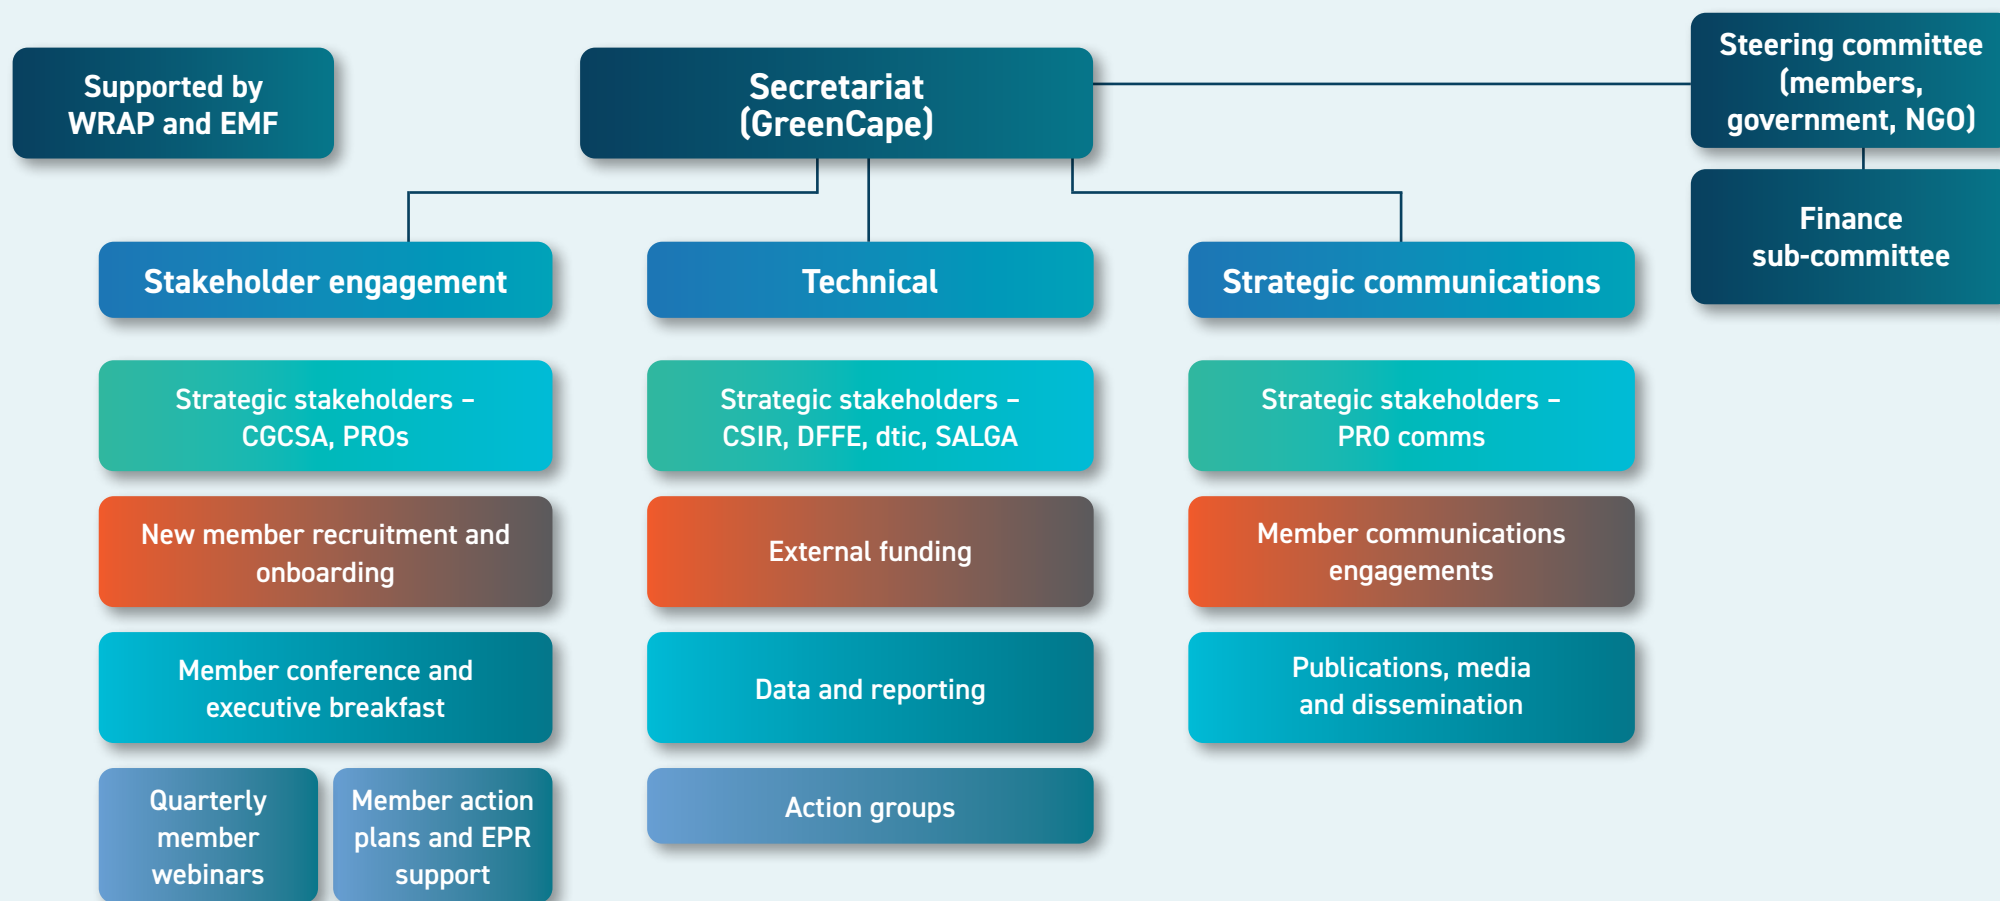 Supported by
WRAP and EMF
Secretariat
(GreenCape)
Steering committee
(members,
government, NGO)
Finance
sub-committee
Stakeholder engagement
Strategic stakeholders –
CGCSA, PROs
New member recruitment and
onboarding
Member conference and
executive breakfast
Quarterly
member
webinars
Member action
plans and EPR
support
Technical
Strategic stakeholders –
CSIR, DFFE, dtic, SALGA
External funding
Data and reporting
Action groups
Strategic communications
Strategic stakeholders –
PRO comms
Member communications
engagements
Publications, media
and dissemination